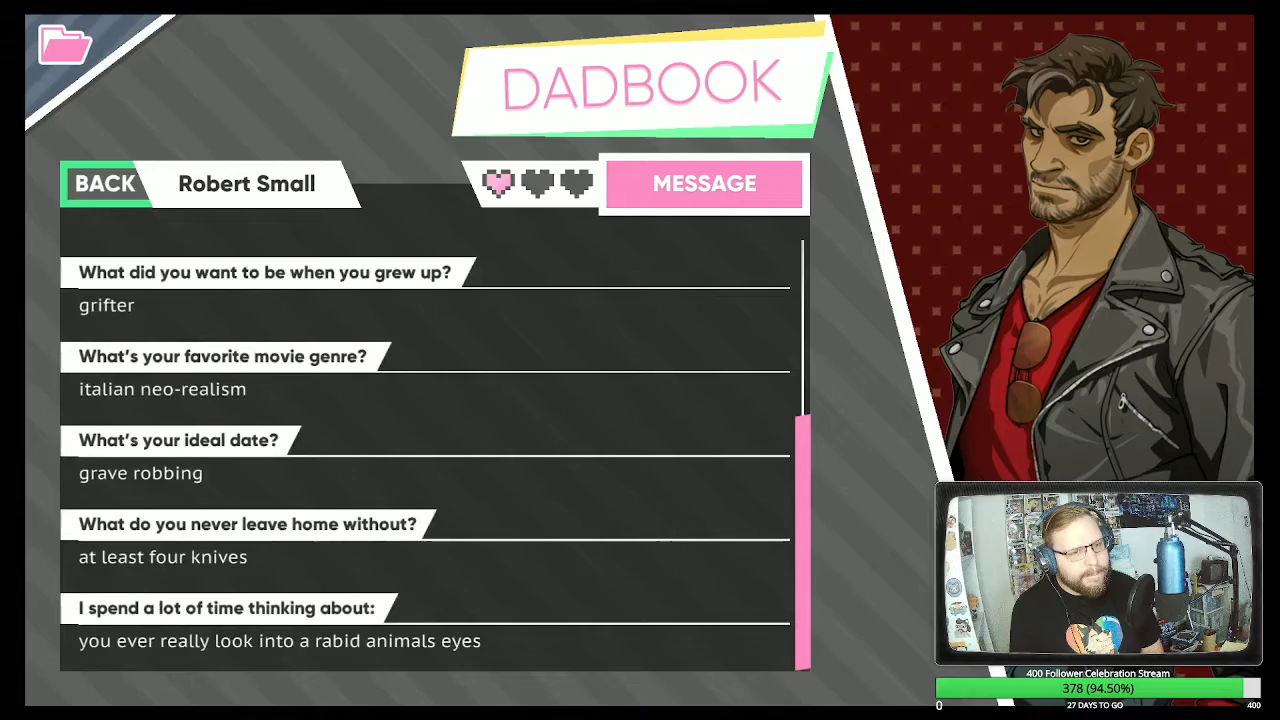 DADBOOK
BACK
Robert Small
MESSAGE
What did you want to be when you grew up?
grifter
What's your favorite movie genre?
italian neo-realism
What's your ideal date?
grave robbing
What do you never leave home without?
at least four knives
I spend a lot of time thinking about:
you ever really look into a rabid animals eyes
400 Follower Celebration Stream
378 (94.50%)
0
27 DAYS TO GO
400